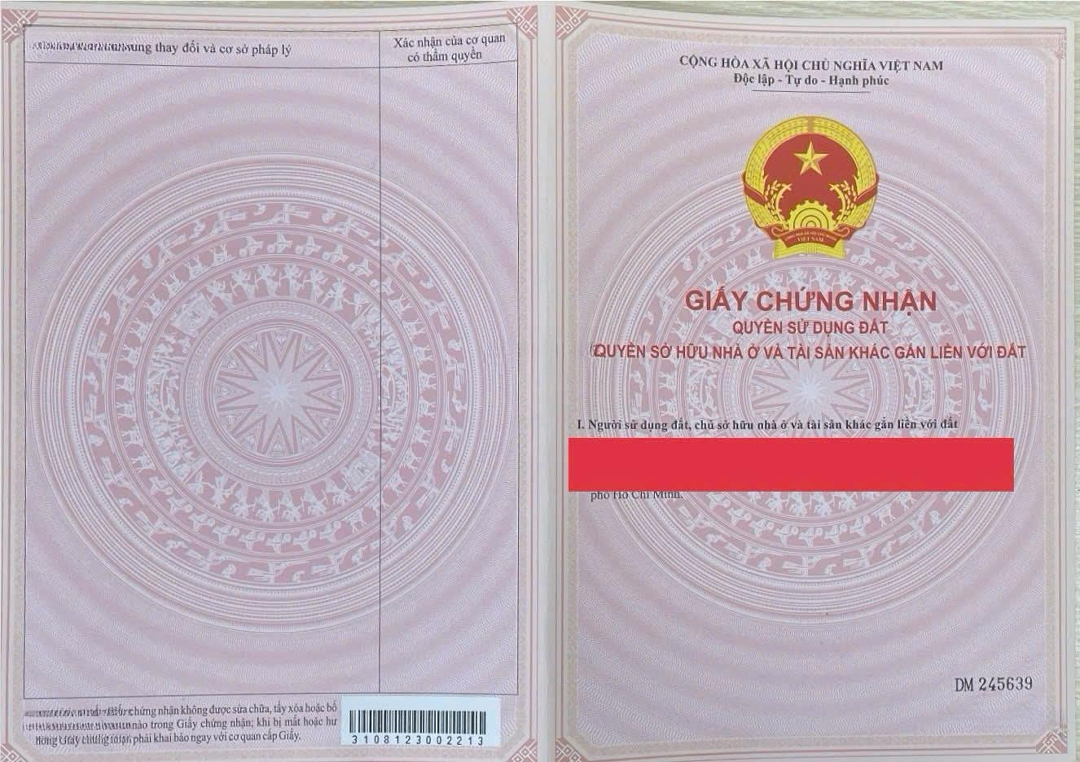 nội dung thay đổi và cơ sở pháp lý
Xác nhận của cơ quan
có thẩm quyền
chứng nhận không được sửa chữa, tẩy xóa hoặc bổ
nào trong Giấy chứng nhận; khi bị mất hoặc hư
phải khai báo ngay với cơ quan cấp Giấy.
3108123002213
CỘNG HÒA XÃ HỘI CHỦ NGHĨA VIỆT NAM
Độc lập - Tự do - Hạnh phúc
VIỆT NAM
GIẤY CHỨNG NHẬN
QUYỀN SỬ DỤNG ĐẤT
QUYỀN SỞ HỮU NHÀ Ở VÀ TÀI SẢN KHÁC GẮN LIỀN VỚI ĐẤT
I. Người sử dụng đất, chủ sở hữu nhà ở và tài sản khác gắn liền với đất
phố Hồ Chí Minh.
DM 245639